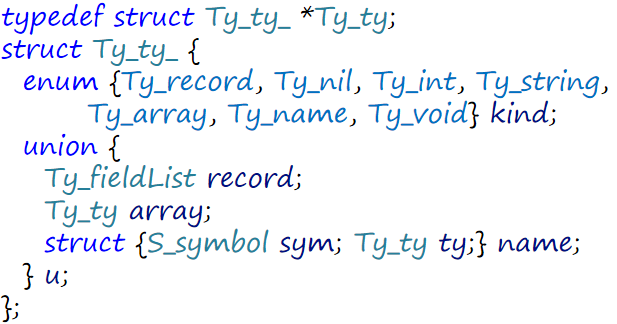 typedef struct Ty_ty_ *Ty_ty;
struct Ty_ty_ {
enum {Ty_record, Ty_nil, Ty_int, Ty_string,
Ty_array, Ty_name, Ty_void} kind;
union {
Ty_fieldList record;
Ty_ty array;
struct {S_symbol sym; Ty_ty ty;} name;
} u;
};